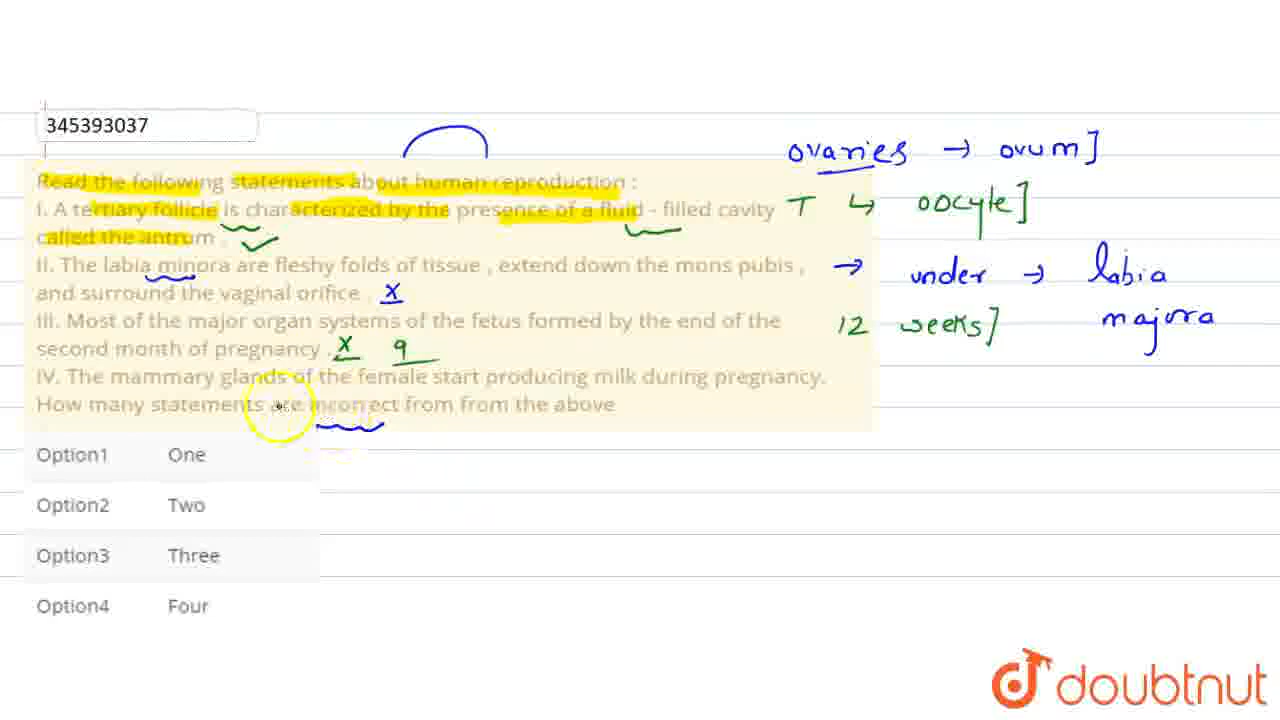 345393037
ovaries → ovum]
Read the following statements about human reproduction :
I. A tertiary follicle is characterized by the presence of a fluid - filled cavity
called the antrum .
T ↳ oocyte]
II. The labia minora are fleshy folds of tissue , extend down the mons pubis ,
and surround the vaginal orifice . x
→ under → labia
majora
III. Most of the major organ systems of the fetus formed by the end of the
second month of pregnancy . x 9
12 weeks]
IV. The mammary glands of the female start producing milk during pregnancy.
How many statements are incorrect from from the above
Option1 One
Option2 Two
Option3 Three
Option4 Four
doubtnut